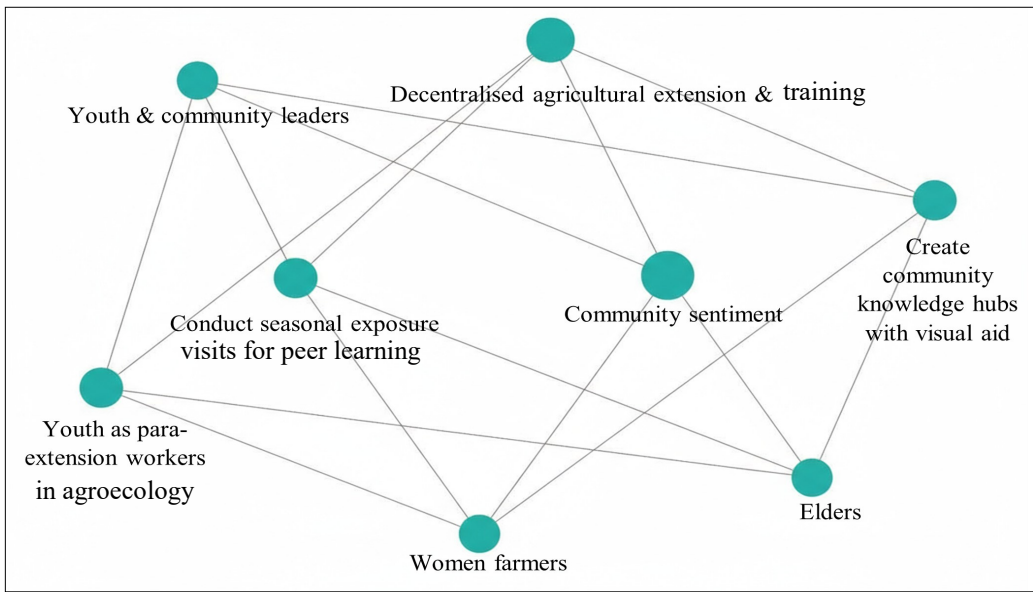 Decentralised agricultural extension & training
Youth & community leaders
Create
community
knowledge hubs
with visual aid
Community sentiment
Conduct seasonal exposure
visits for peer learning
Youth as para-
extension workers
in agroecology
Elders
Women farmers